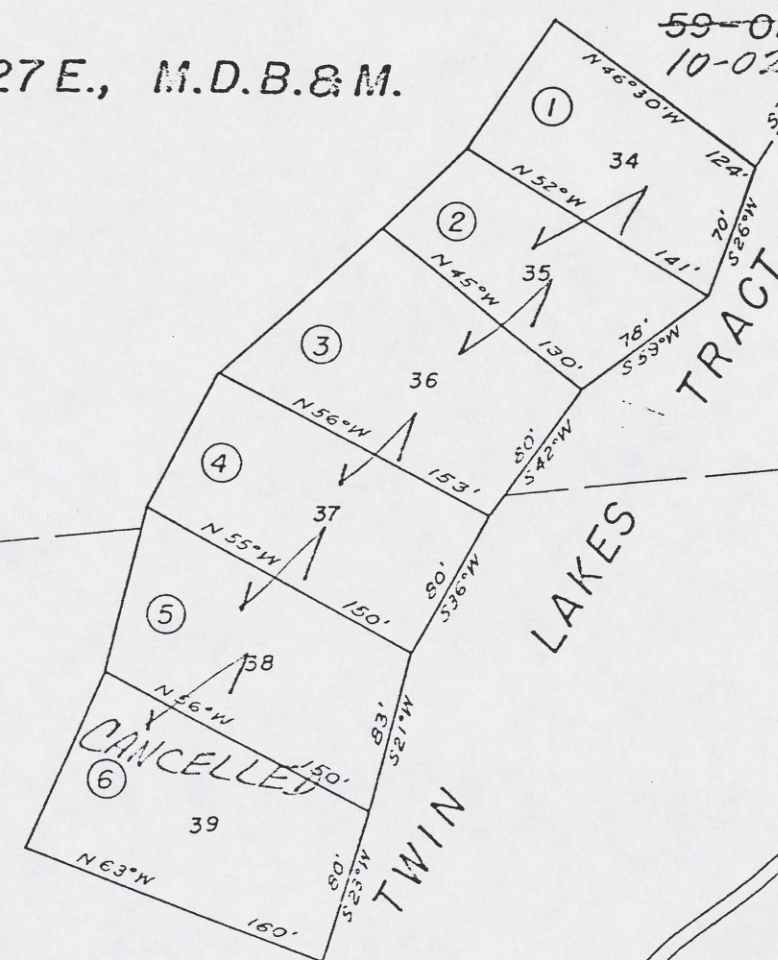 27 E., M.D.B.&M.
59-0
10-02
N46°30'W
124'
①
34
70'
S26°W
N52°W
141'
②
35
78'
S59°W
N45°W
130'
③
36
80'
S42°W
TRACT
N56°W
153'
④
37
80'
S36°W
LAKES
N55°W
150'
⑤
38
83'
S21°W
N56°W
150'
CANCELLED
⑥
39
80'
S23°W
TWIN
N63°W
160'